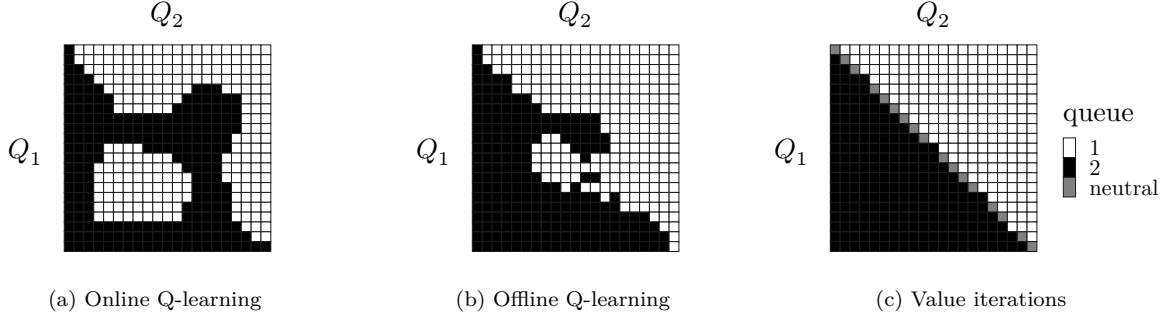 Q₂ Q₂ Q₂
Q₁ Q₁ Q₁
queue
1
2
neutral
(a) Online Q-learning
(b) Offline Q-learning
(c) Value iterations